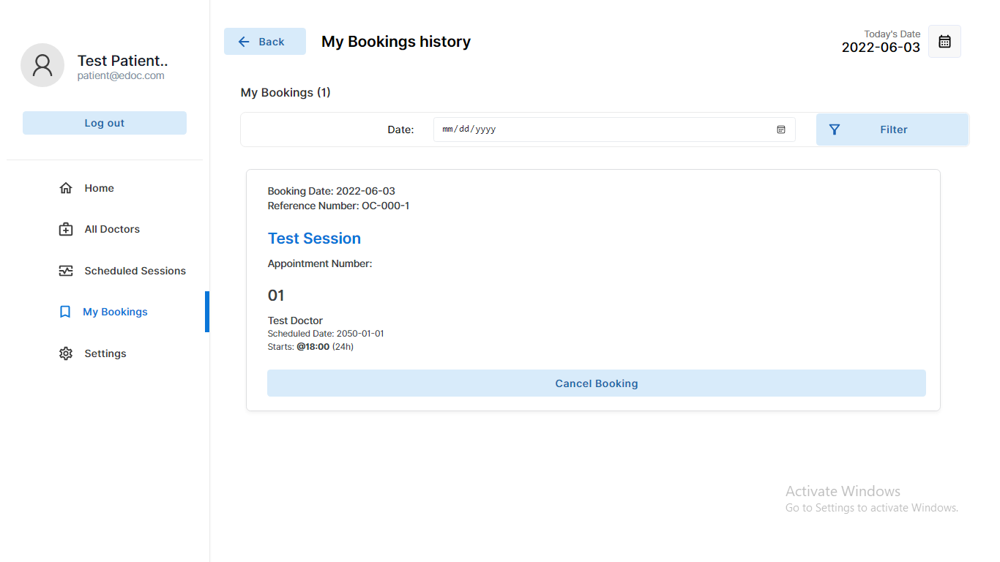 Test Patient..
patient@edoc.com
Log out
Home
All Doctors
Scheduled Sessions
My Bookings
Settings
Back
My Bookings history
Today's Date
2022-06-03
My Bookings (1)
Date:
mm/dd/yyyy
Filter
Booking Date: 2022-06-03
Reference Number: OC-000-1
Test Session
Appointment Number:
01
Test Doctor
Scheduled Date: 2050-01-01
Starts: @18:00 (24h)
Cancel Booking
Activate Windows
Go to Settings to activate Windows.